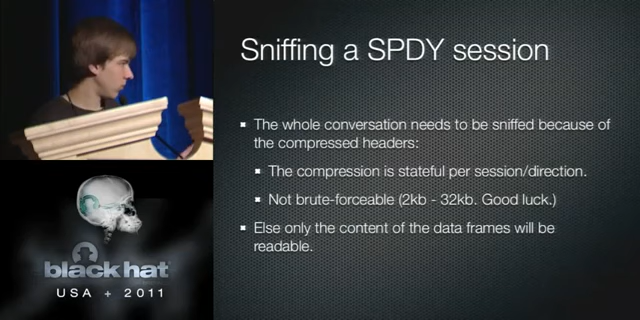 Sniffing a SPDY session
The whole conversation needs to be sniffed because of
the compressed headers:
The compression is stateful per session/direction.
Not brute-forceable (2kb - 32kb. Good luck.)
Else only the content of the data frames will be
readable.
black hat
USA + 2011